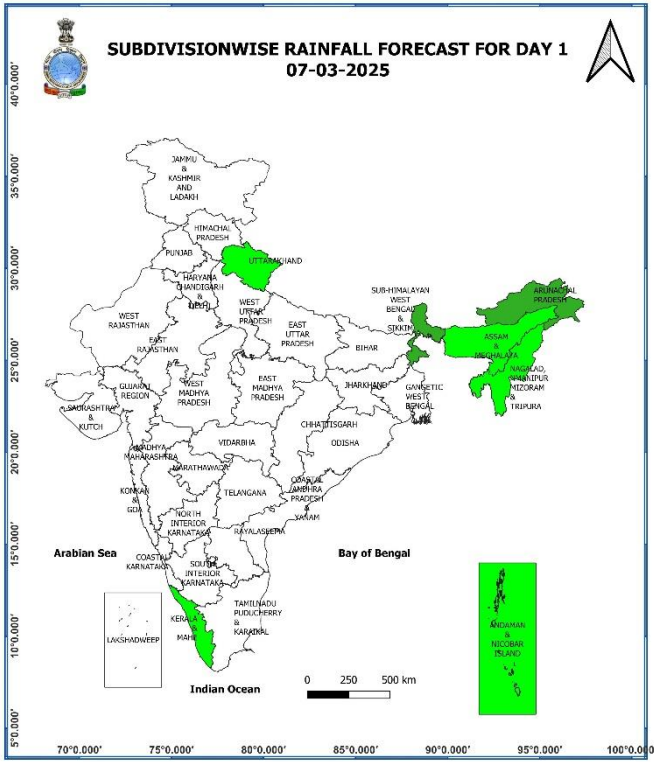 SUBDIVISIONWISE RAINFALL FORECAST FOR DAY 1
07-03-2025
40°0.000'
35°0.000'
30°0.000'
25°0.000'
20°0.000'
15°0.000'
10°0.000'
5°0.000'
JAMMU
&
KASHMIR
AND
LADAKH
HIMACHAL
PRADESH
PUNJAB
UTTARAKHAND
HARYANA
CHANDIGARH
&
DELHI
WEST
UTTAR
PRADESH
WEST
RAJASTHAN
EAST
RAJASTHAN
EAST
UTTAR
PRADESH
BIHAR
SUB-HIMALAYAN
WEST
BENGAL
&
SIKKIM
ARUNACHAL
PRADESH
ASSAM
&
MEGHALAYA
NAGALAD,
MANIPUR
MIZORAM
&
TRIPURA
GUJARAT
REGION
SAURASHTRA
&
KUTCH
WEST
MADHYA
PRADESH
EAST
MADHYA
PRADESH
JHARKHAND
GANGETIC
WEST
BENGAL
CHHATTISGARH
ODISHA
VIDARBHA
MADHYA
MAHARASHTRA
MARATHAWADA
KONKAN
&
GOA
TELANGANA
COASTAL
ANDHRA
PRADESH
&
YANAM
NORTH
INTERIOR
KARNATAKA
RAYALASEEMA
COASTAL
KARNATAKA
SOUTH
INTERIOR
KARNATAKA
TAMILNADU
PUDUCHERRY
&
KARAIKAL
KERALA
&
MAHE
LAKSHADWEEP
ANDAMAN
&
NICOBAR
ISLAND
Arabian Sea
Bay of Bengal
Indian Ocean
0 250 500 km
70°0.000' 75°0.000' 80°0.000' 85°0.000' 90°0.000' 95°0.000' 100°0.000'